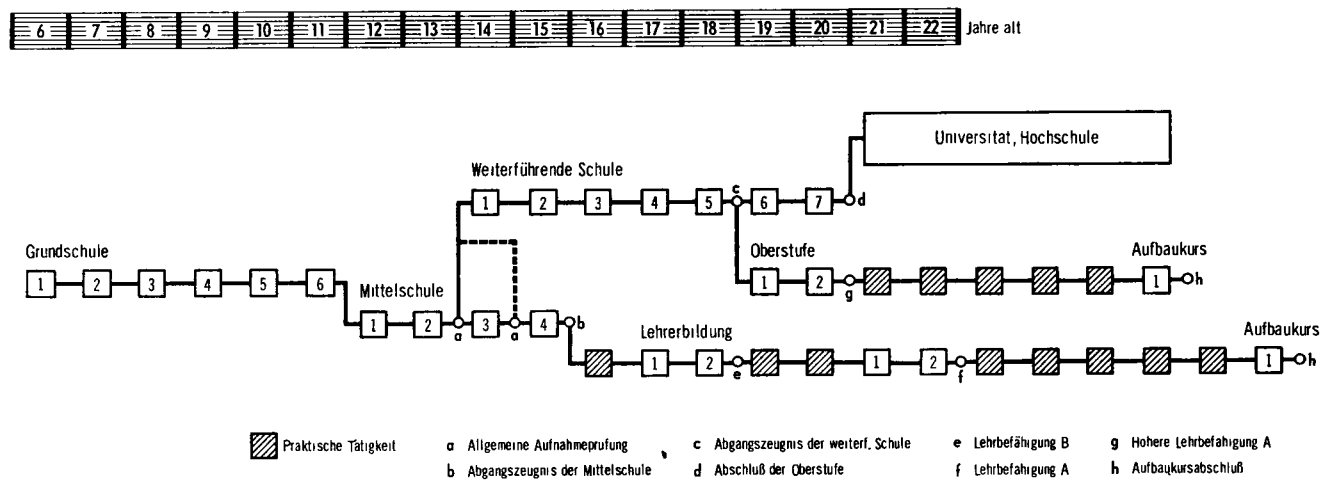 6 7 8 9 10 11 12 13 14 15 16 17 18 19 20 21 22 Jahre alt
Universitat, Hochschule
Weiterführende Schule
1 2 3 4 5 c 6 7 d
Grundschule
Oberstufe
Aufbaukurs
1 2 3 4 5 6
1 2 g 1 h
Mittelschule
1 2 a 3 a 4 b
Lehrerbildung
Aufbaukurs
1 2 e 1 2 f 1 h
Praktische Tätigkeit
a Allgemeine Aufnahmeprufung
c Abgangszeugnis der weiterf. Schule
e Lehrbefähigung B
g Hohere Lehrbefahigung A
b Abgangszeugnis der Mittelschule
d Abschluß der Oberstufe
f Lehrbefahigung A
h Aufbaukursabschluß